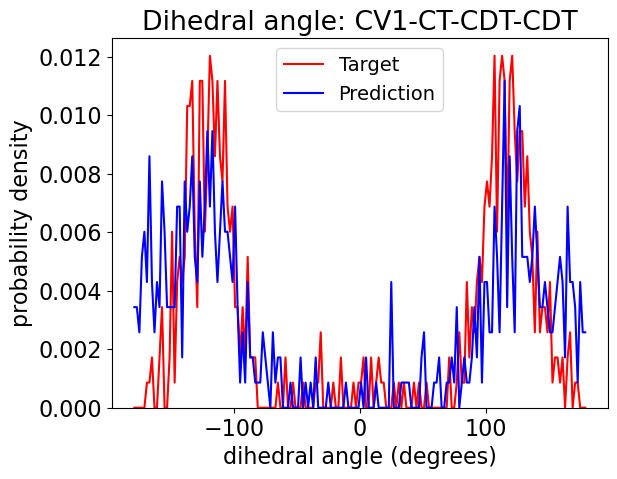 Dihedral angle: CV1-CT-CDT-CDT
Target
Prediction
probability density
0.012
0.010
0.008
0.006
0.004
0.002
0.000
−100
0
100
dihedral angle (degrees)